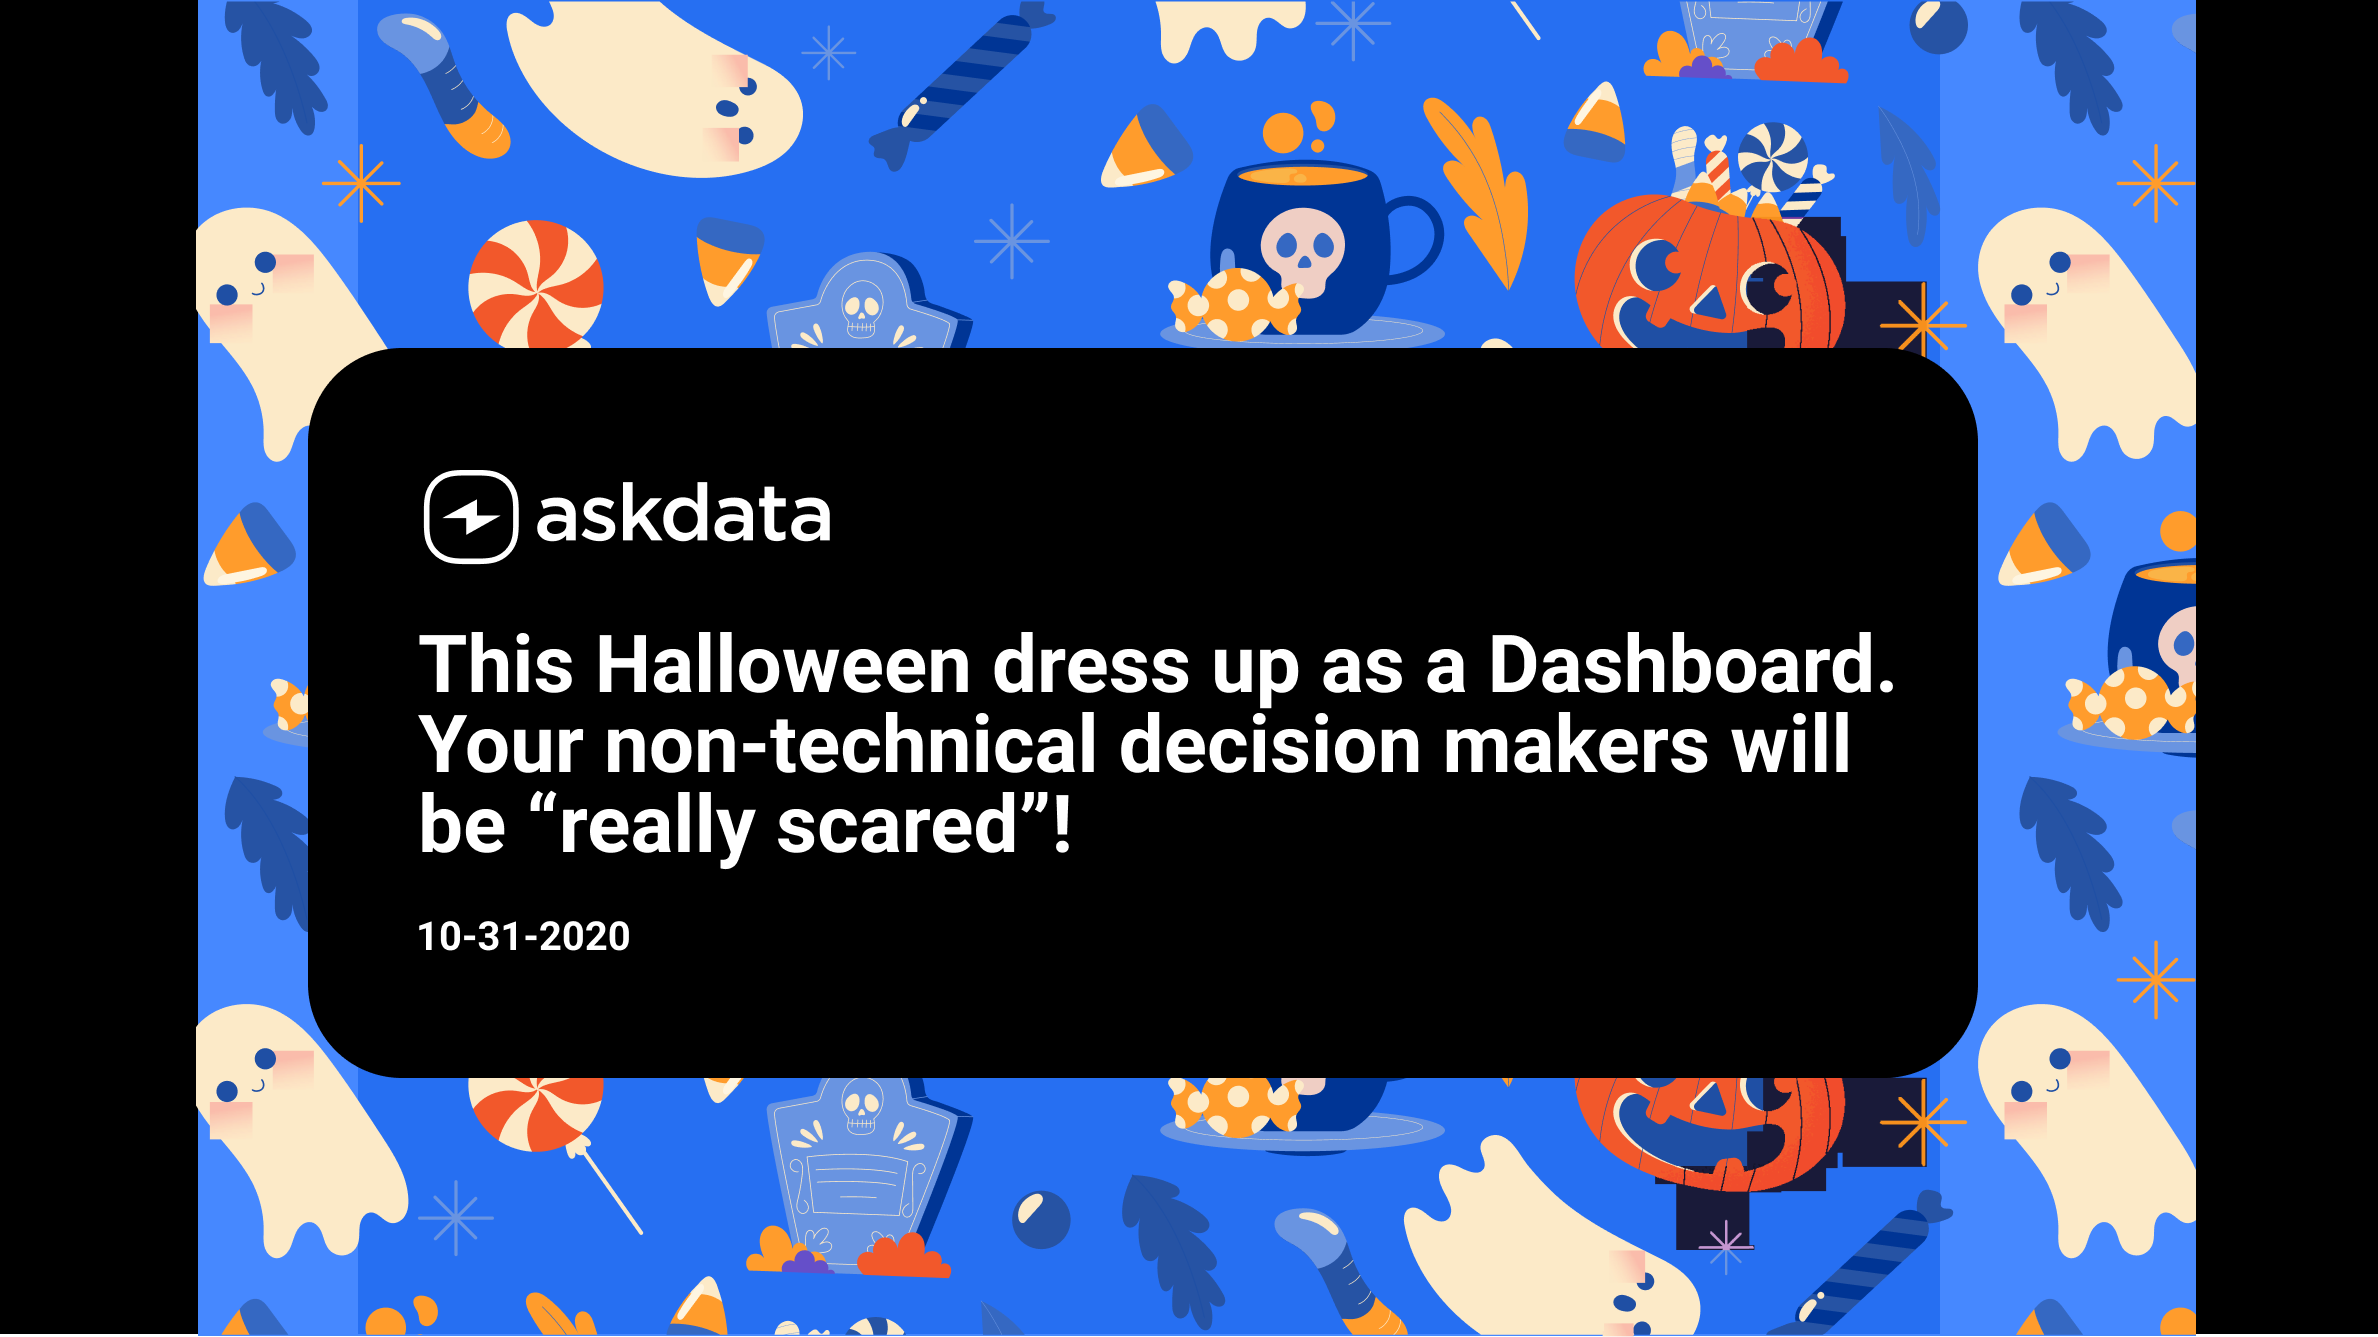 askdata
This Halloween dress up as a Dashboard.
Your non-technical decision makers will
be “really scared”!
10-31-2020